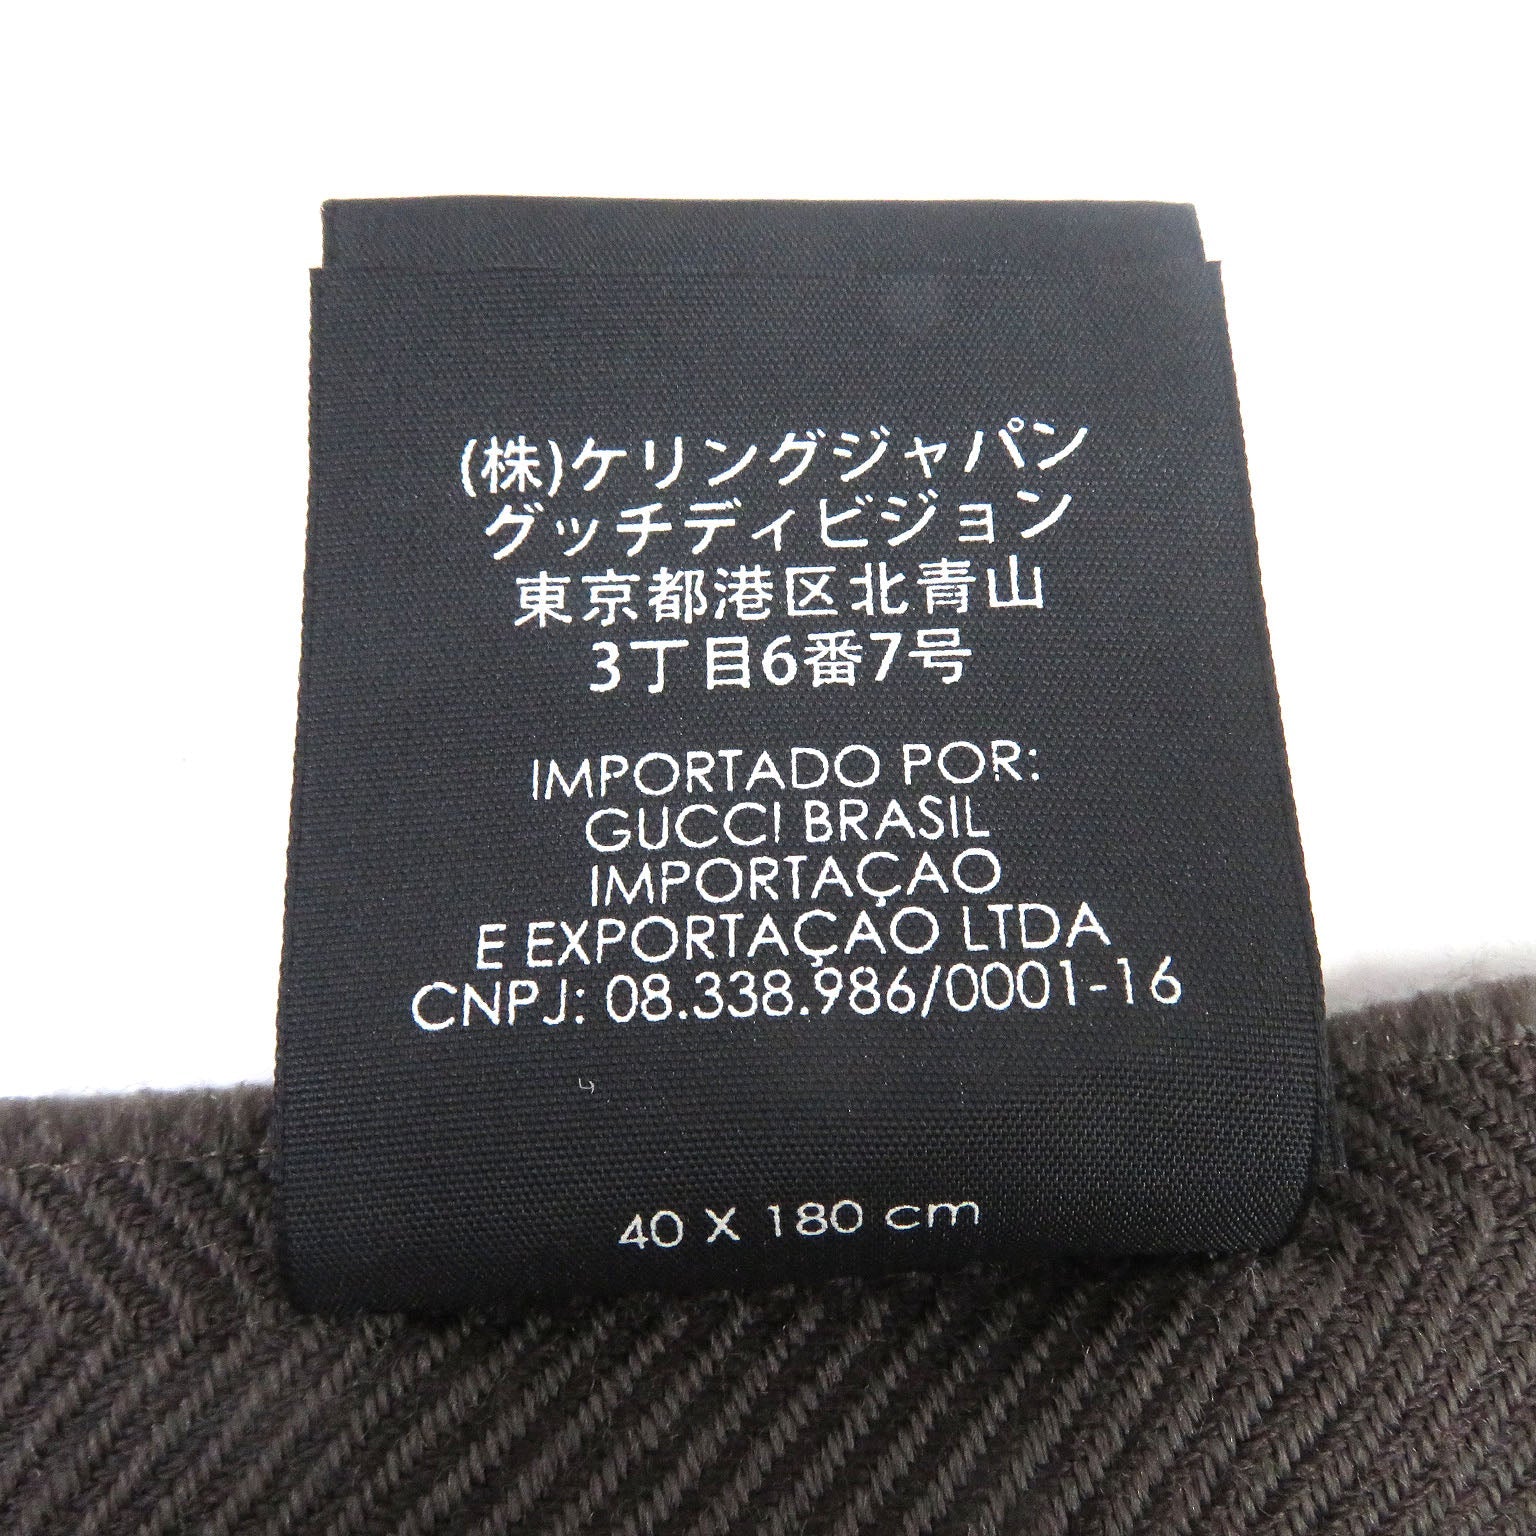 (株)ケリングジャパン
グッチディビジョン
東京都港区北青山
3丁目6番7号
IMPORTADO POR:
GUCCI BRASIL
IMPORTAÇAO
E EXPORTAÇAO LTDA
CNPJ: 08.338.986/0001-16
40 X 180 cm